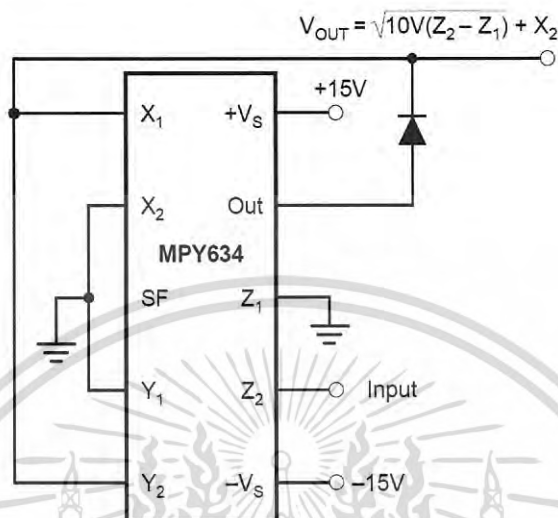 V_OUT = √10V(Z₂ – Z₁) + X₂
+15V
X₁ +V_S
X₂ Out
MPY634
SF Z₁
Y₁ Z₂ Input
Y₂ –V_S –15V